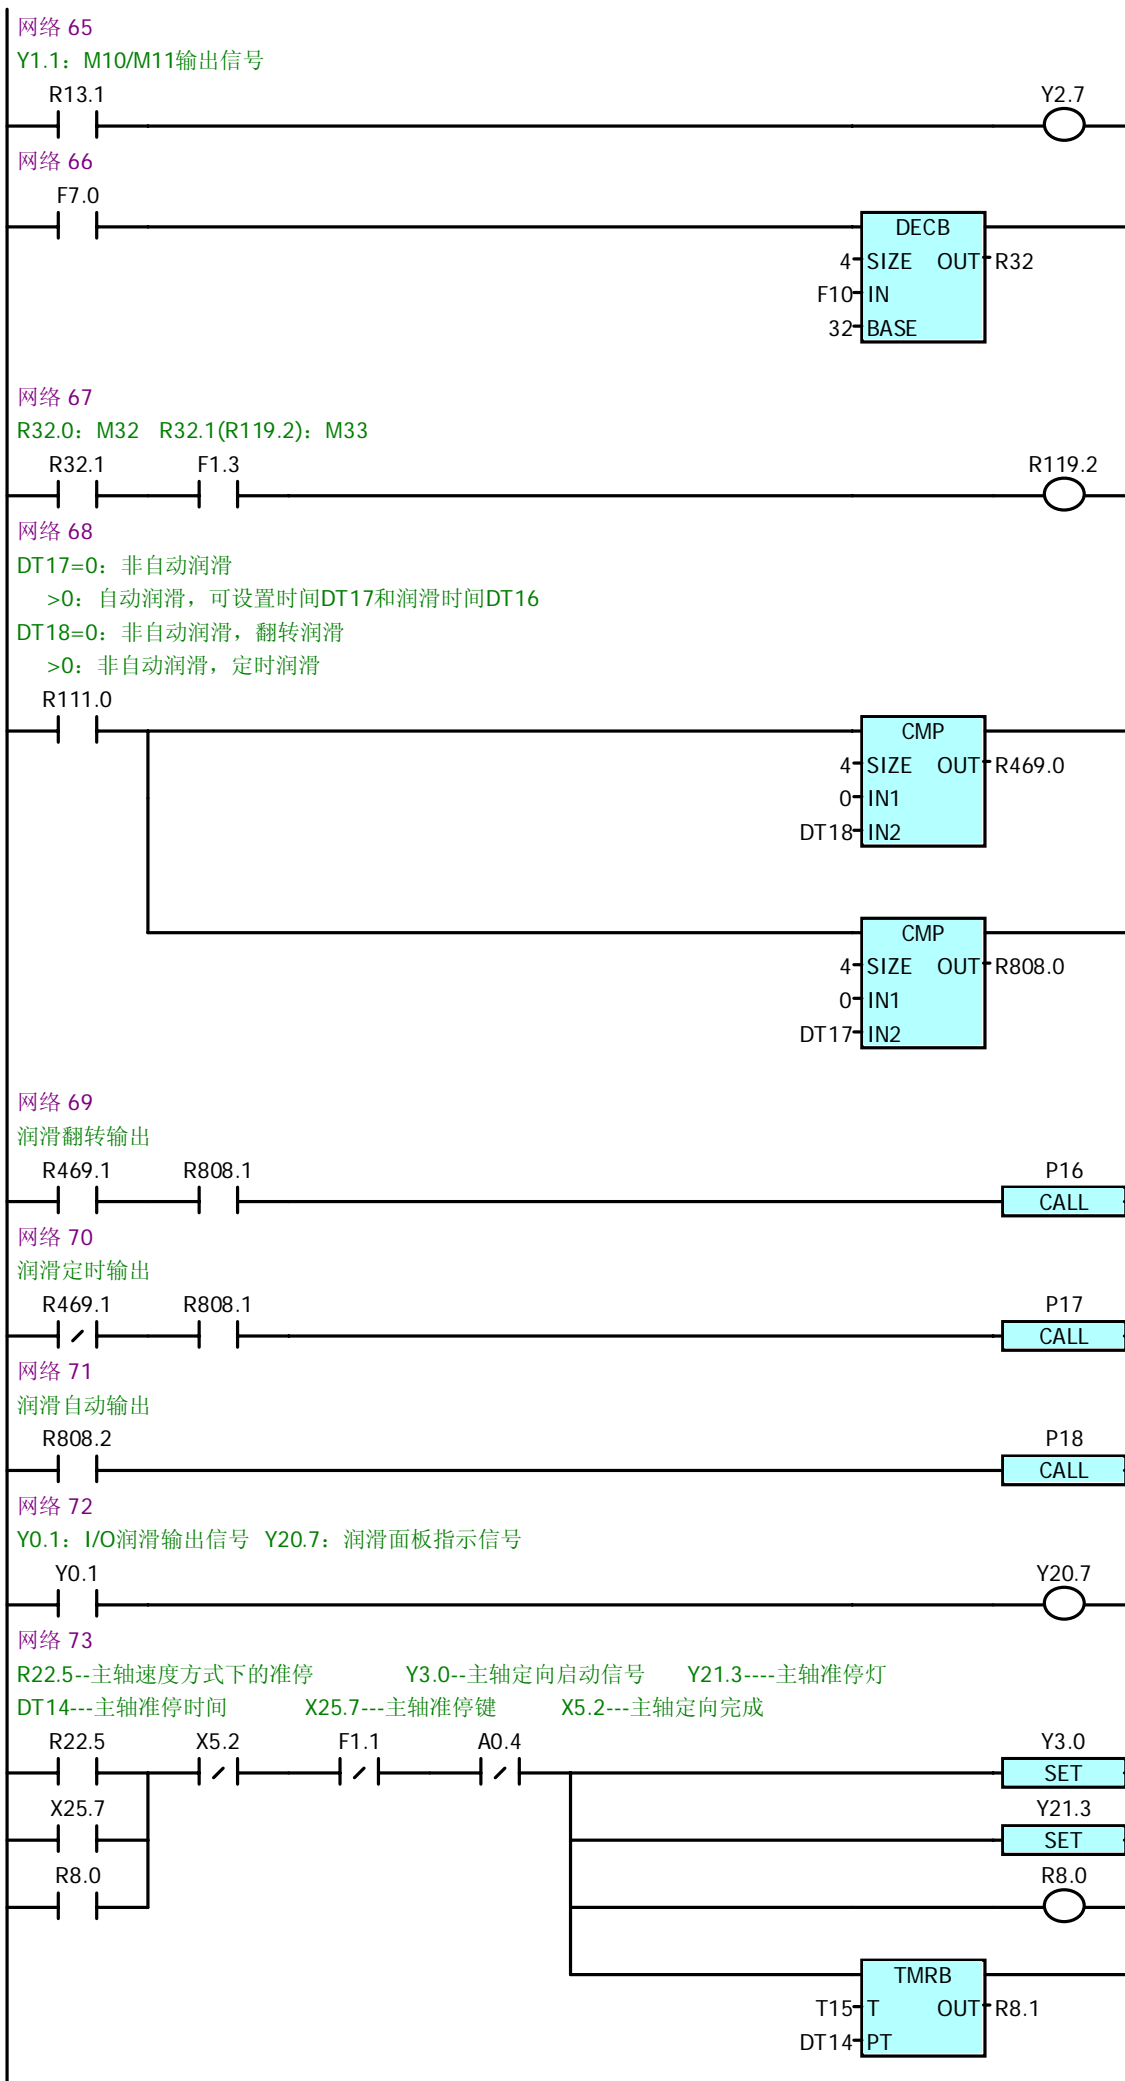 网络 65
Y1.1：M10/M11输出信号
R13.1 Y2.7
网络 66
F7.0
DECB
4 SIZE OUT R32
F10 IN
32 BASE
网络 67
R32.0：M32 R32.1(R119.2)：M33
R32.1 F1.3 R119.2
网络 68
DT17=0：非自动润滑
>0：自动润滑，可设置时间DT17和润滑时间DT16
DT18=0：非自动润滑，翻转润滑
>0：非自动润滑，定时润滑
R111.0
CMP
4 SIZE OUT R469.0
0 IN1
DT18 IN2
CMP
4 SIZE OUT R808.0
0 IN1
DT17 IN2
网络 69
润滑翻转输出
R469.1 R808.1 P16
CALL
网络 70
润滑定时输出
R469.1 R808.1 P17
CALL
网络 71
润滑自动输出
R808.2 P18
CALL
网络 72
Y0.1：I/O润滑输出信号 Y20.7：润滑面板指示信号
Y0.1 Y20.7
网络 73
R22.5--主轴速度方式下的准停 Y3.0--主轴定向启动信号 Y21.3----主轴准停灯
DT14---主轴准停时间 X25.7---主轴准停键 X5.2---主轴定向完成
R22.5 X5.2 F1.1 A0.4 Y3.0
SET
X25.7 Y21.3
SET
R8.0 R8.0
TMRB
T15 T OUT R8.1
DT14 PT